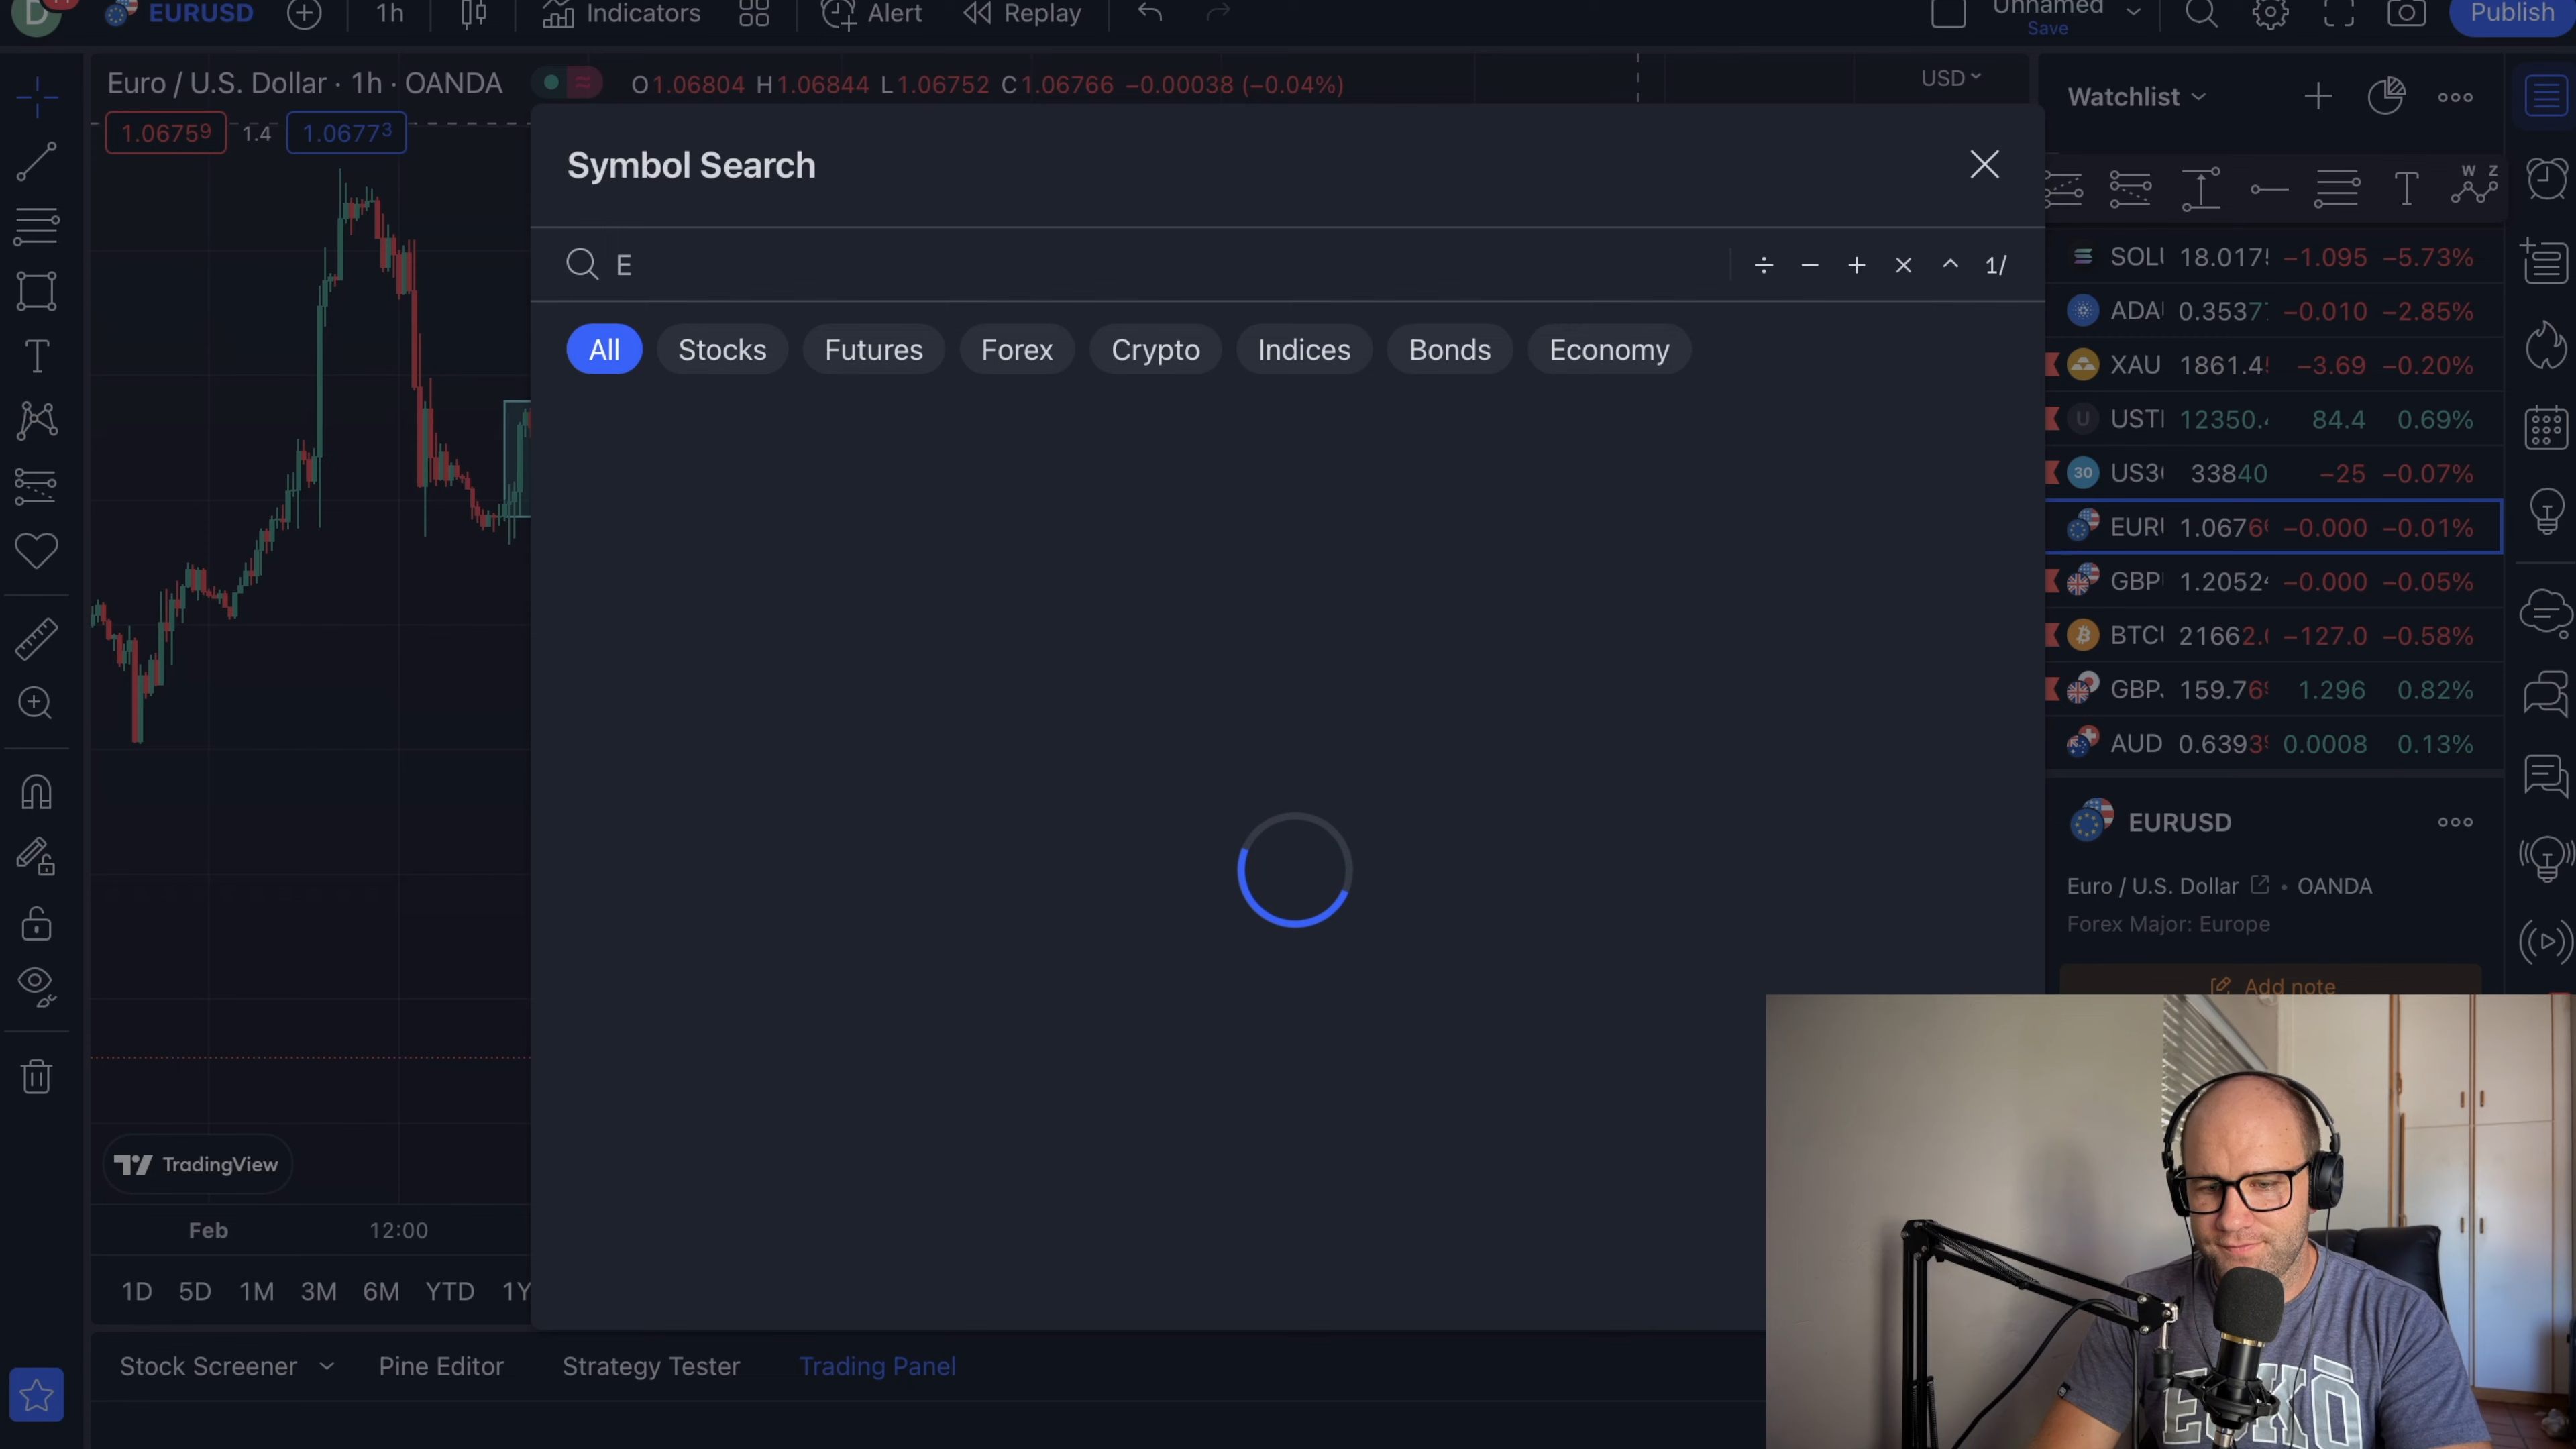 D 11 EURUSD 1h Indicators Alert Replay Unnamed Save Publish
Euro / U.S. Dollar · 1h · OANDA O1.06804 H1.06844 L1.06752 C1.06766 −0.00038 (−0.04%) USD
1.06759 1.4 1.06773
Symbol Search
E
÷ − + × ^ 1/
All Stocks Futures Forex Crypto Indices Bonds Economy
Watchlist
T W Z
SOL 18.017 −1.095 −5.73%
ADA 0.3537 −0.010 −2.85%
XAU 1861.4 −3.69 −0.20%
U UST 12350. 84.4 0.69%
30 US3 33840 −25 −0.07%
EUR 1.0676 −0.000 −0.01%
GBP 1.2052 −0.000 −0.05%
BTC 21662. −127.0 −0.58%
GBP 159.76 1.296 0.82%
AUD 0.6393 0.0008 0.13%
EURUSD
Euro / U.S. Dollar • OANDA
Forex Major: Europe
Add note
TradingView
Feb 12:00
1D 5D 1M 3M 6M YTD 1Y
Stock Screener Pine Editor Strategy Tester Trading Panel